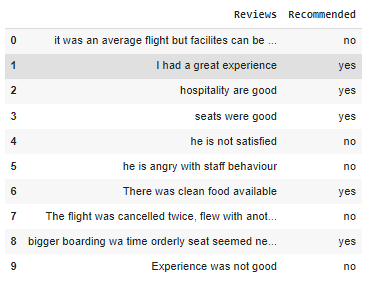 Reviews Recommended
0 it was an average flight but facilites can be ... no
1 I had a great experience yes
2 hospitality are good yes
3 seats were good yes
4 he is not satisfied no
5 he is angry with staff behaviour no
6 There was clean food available yes
7 The flight was cancelled twice, flew with anot... no
8 bigger boarding wa time orderly seat seemed ne... yes
9 Experience was not good no